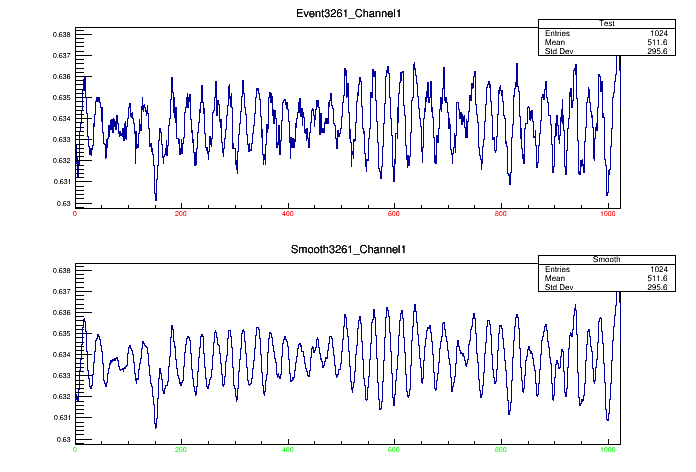 Event3261_Channel1
Test
Entries 1024
Mean 511.6
Std Dev 295.6
0.638
0.637
0.636
0.635
0.634
0.633
0.632
0.631
0.63
0 200 400 600 800 1000
Smooth3261_Channel1
Smooth
Entries 1024
Mean 511.6
Std Dev 295.6
0.638
0.637
0.636
0.635
0.634
0.633
0.632
0.631
0.63
0 200 400 600 800 1000